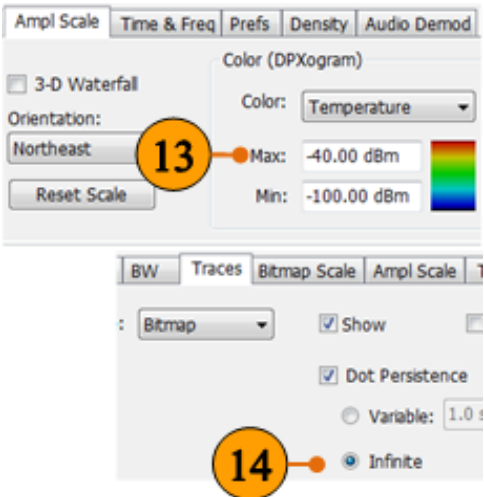 Ampl Scale Time & Freq Prefs Density Audio Demod
Color (DPXogram)
3-D Waterfall
Color: Temperature
Orientation:
Northeast
13
Max: -40.00 dBm
Reset Scale
Min: -100.00 dBm
BW Traces Bitmap Scale Ampl Scale T
: Bitmap
Show
Dot Persistence
Variable: 1.0 s
14
Infinite